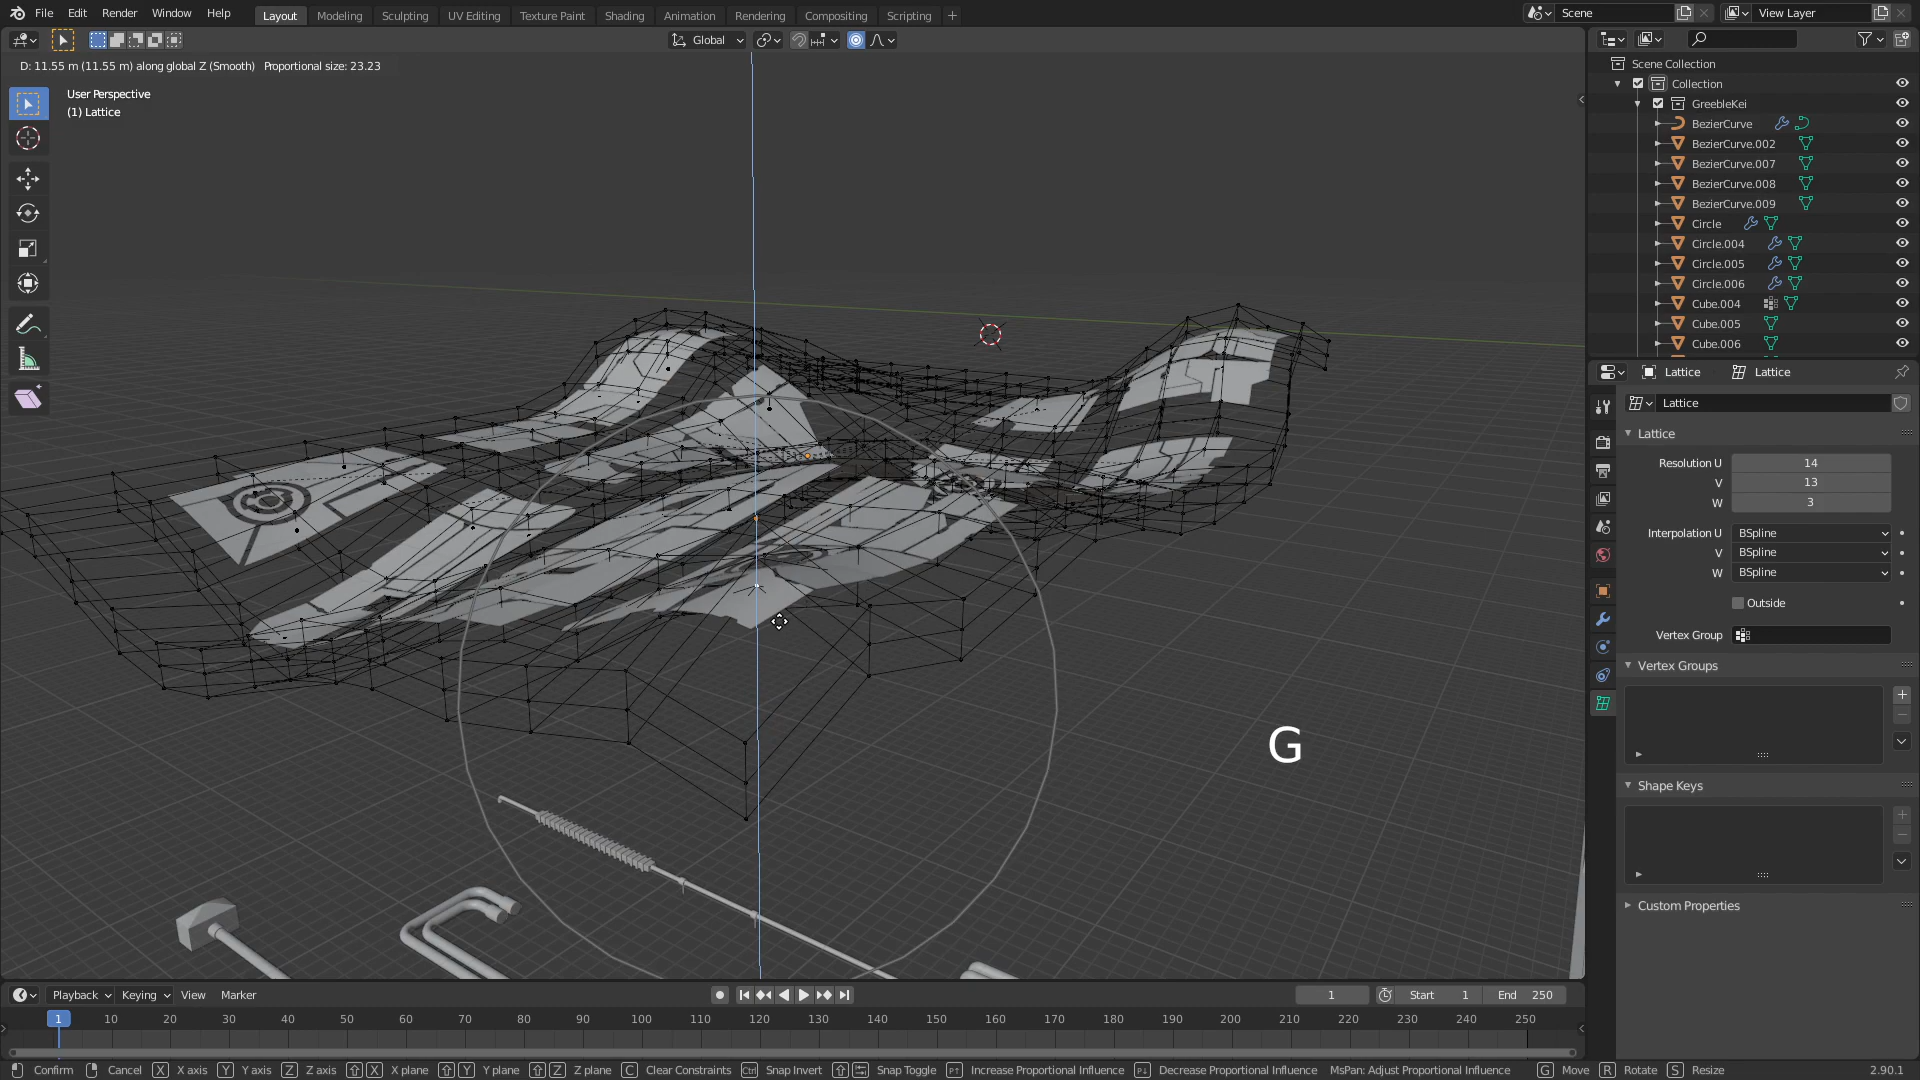 File Edit Render Window Help
Layout Modeling Sculpting UV Editing Texture Paint Shading Animation Rendering Compositing Scripting +
Scene
View Layer
Global
D: 11.55 m (11.55 m) along global Z (Smooth) Proportional size: 23.23
User Perspective
(1) Lattice
Scene Collection
Collection
GreebleKei
BezierCurve
BezierCurve.002
BezierCurve.007
BezierCurve.008
BezierCurve.009
Circle
Circle.004
Circle.005
Circle.006
Cube.004
Cube.005
Cube.006
Lattice Lattice
Lattice
Lattice
Resolution U 14
V 13
W 3
Interpolation U BSpline
V BSpline
W BSpline
Outside
Vertex Group
Vertex Groups
Shape Keys
Custom Properties
G
Playback Keying View Marker
1 Start 1 End 250
1 10 20 30 40 50 60 70 80 90 100 110 120 130 140 150 160 170 180 190 200 210 220 230 240 250
Confirm Cancel X X axis Y Y axis Z Z axis X X plane Y Y plane Z Z plane C Clear Constraints Ctrl Snap Invert Snap Toggle Increase Proportional Influence Decrease Proportional Influence MsPan: Adjust Proportional Influence G Move R Rotate S Resize 2.90.1